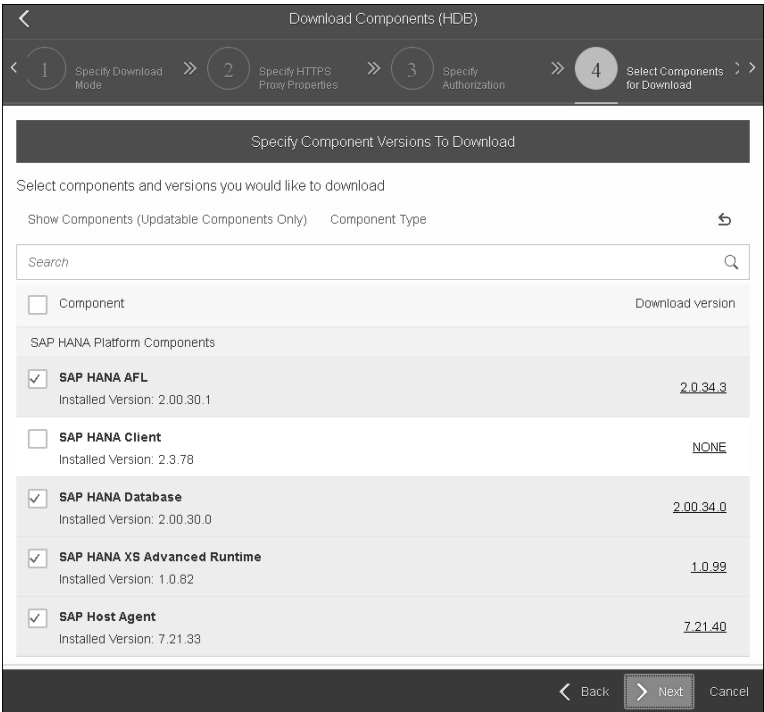 Download Components (HDB)
1 Specify Download Mode
2 Specify HTTPS Proxy Properties
3 Specify Authorization
4 Select Components for Download
Specify Component Versions To Download
Select components and versions you would like to download
Show Components (Updatable Components Only) Component Type
Search
Component Download version
SAP HANA Platform Components
SAP HANA AFL
Installed Version: 2.00.30.1 2.0.34.3
SAP HANA Client
Installed Version: 2.3.78 NONE
SAP HANA Database
Installed Version: 2.00.30.0 2.00.34.0
SAP HANA XS Advanced Runtime
Installed Version: 1.0.82 1.0.99
SAP Host Agent
Installed Version: 7.21.33 7.21.40
Back Next Cancel